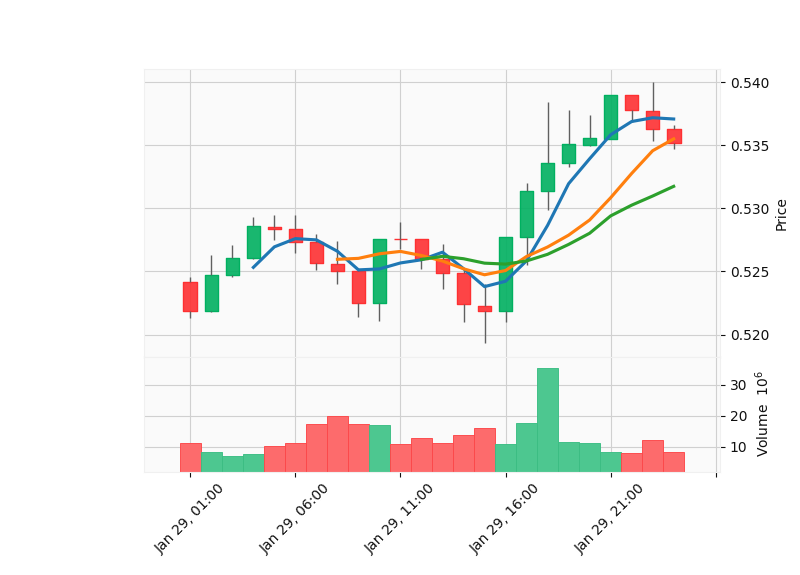 0.540
0.535
0.530
0.525
0.520
Price
30
20
10
Volume 10^6
Jan 29, 01:00
Jan 29, 06:00
Jan 29, 11:00
Jan 29, 16:00
Jan 29, 21:00